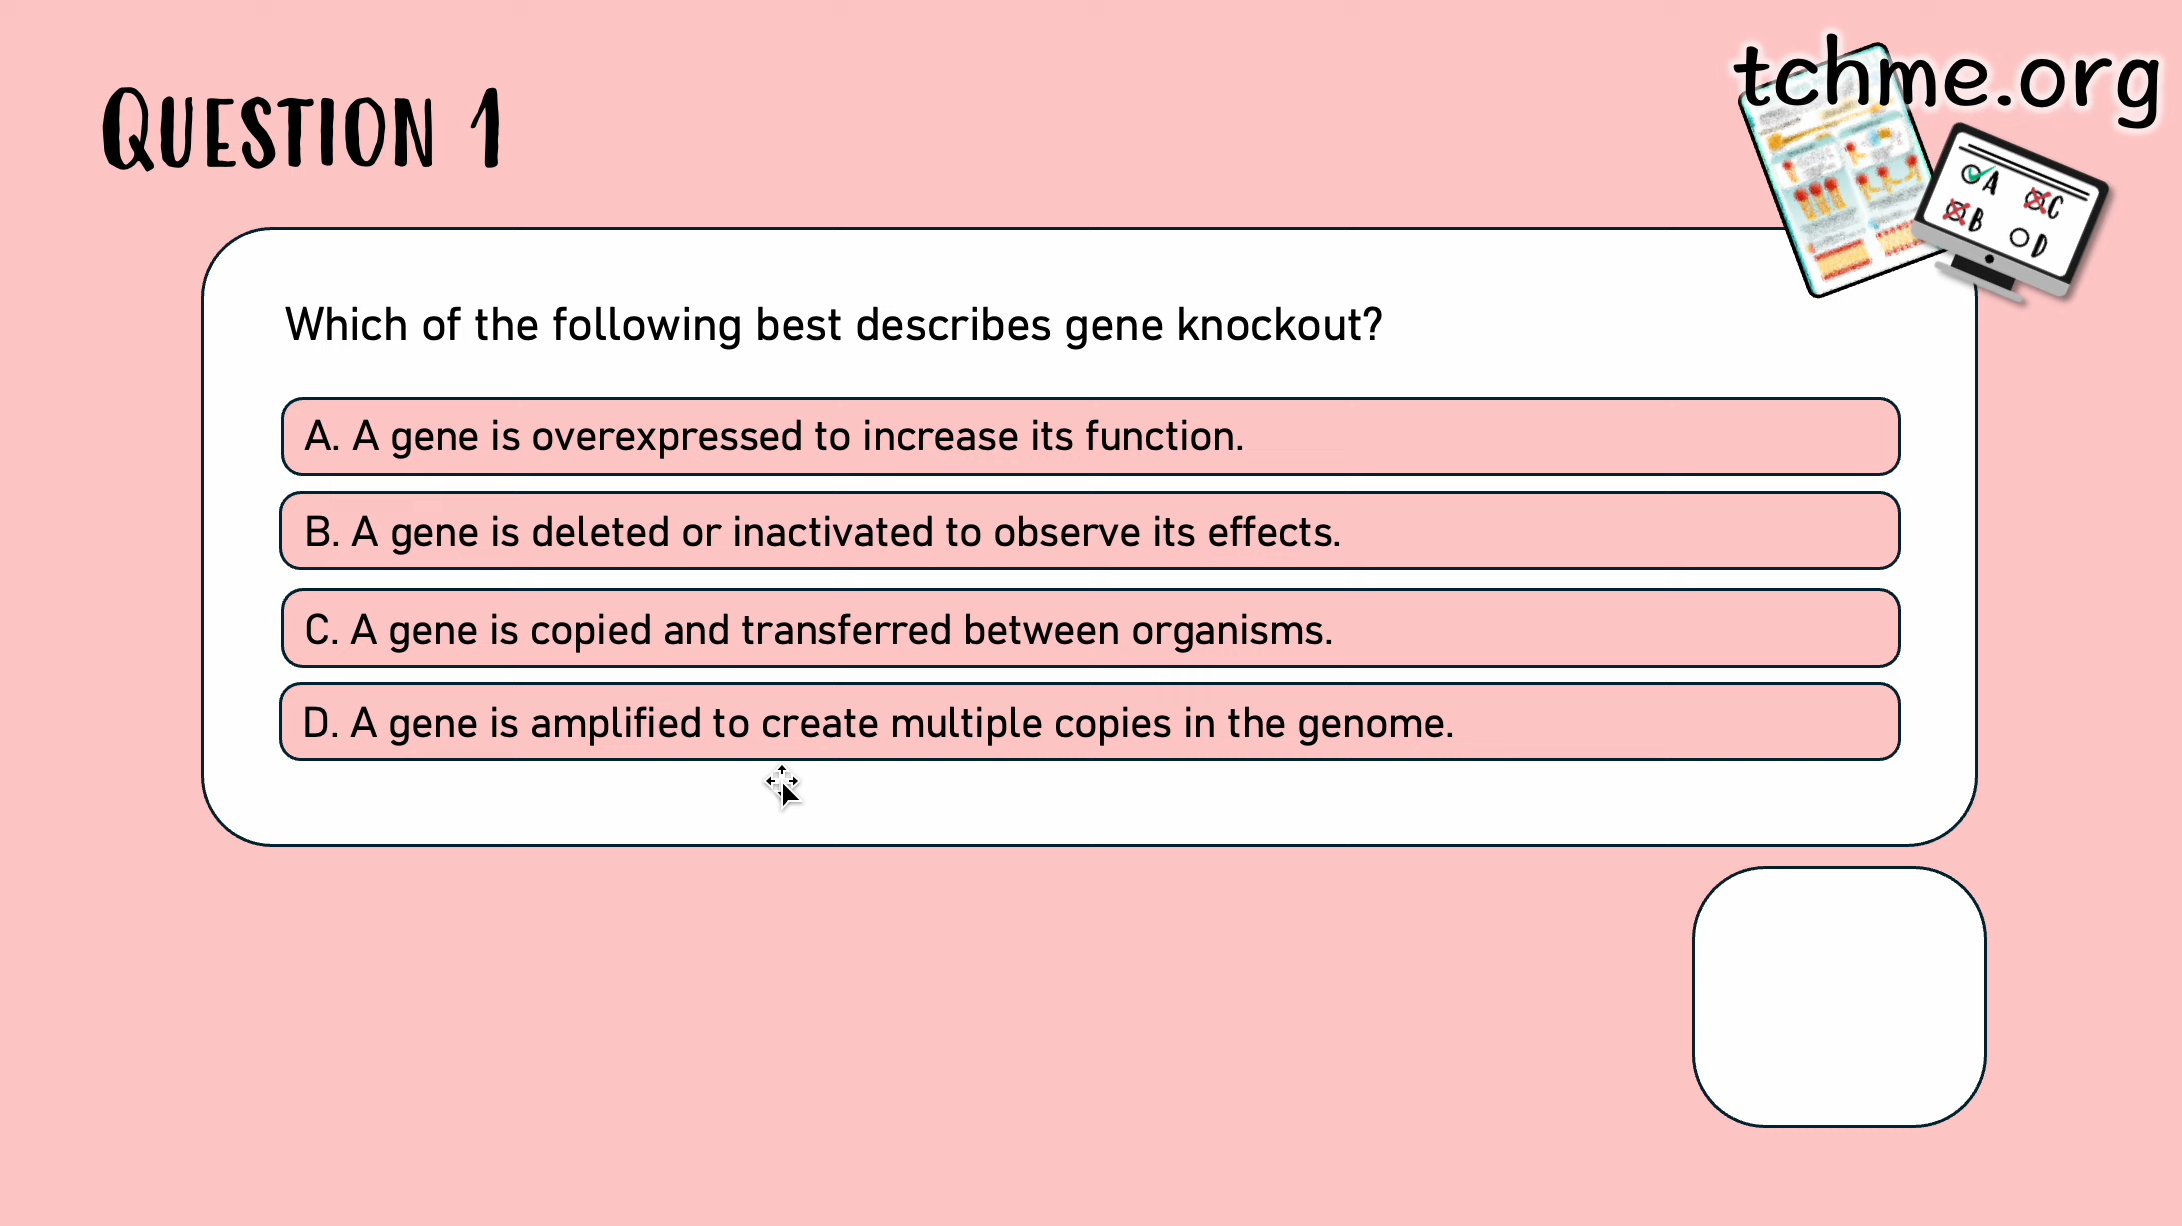 tchme.org
QUESTION 1
A
C
B
D
Which of the following best describes gene knockout?
A. A gene is overexpressed to increase its function.
B. A gene is deleted or inactivated to observe its effects.
C. A gene is copied and transferred between organisms.
D. A gene is amplified to create multiple copies in the genome.